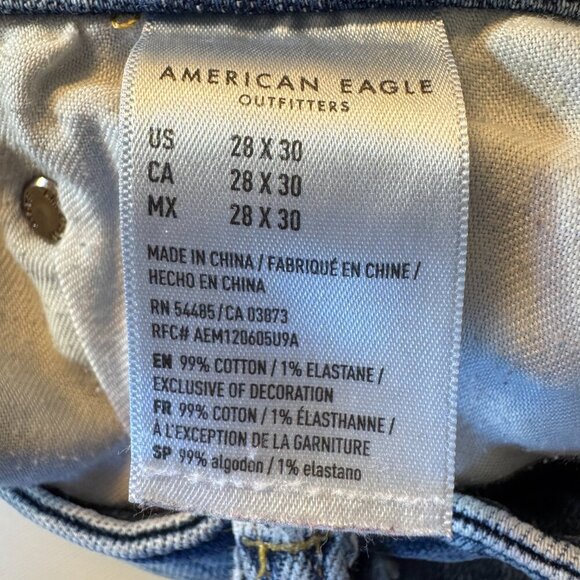 AMERICAN EAGLE
OUTFITTERS
US 28 X 30
CA 28 X 30
MX 28 X 30
MADE IN CHINA / FABRIQUÉ EN CHINE /
HECHO EN CHINA
RN 54485/CA 03873
RFC# AEM120605U9A
EN 99% COTTON / 1% ELASTANE /
EXCLUSIVE OF DECORATION
FR 99% COTON / 1% ÉLASTHANNE /
À L'EXCEPTION DE LA GARNITURE
SP 99% algodon / 1% elastano